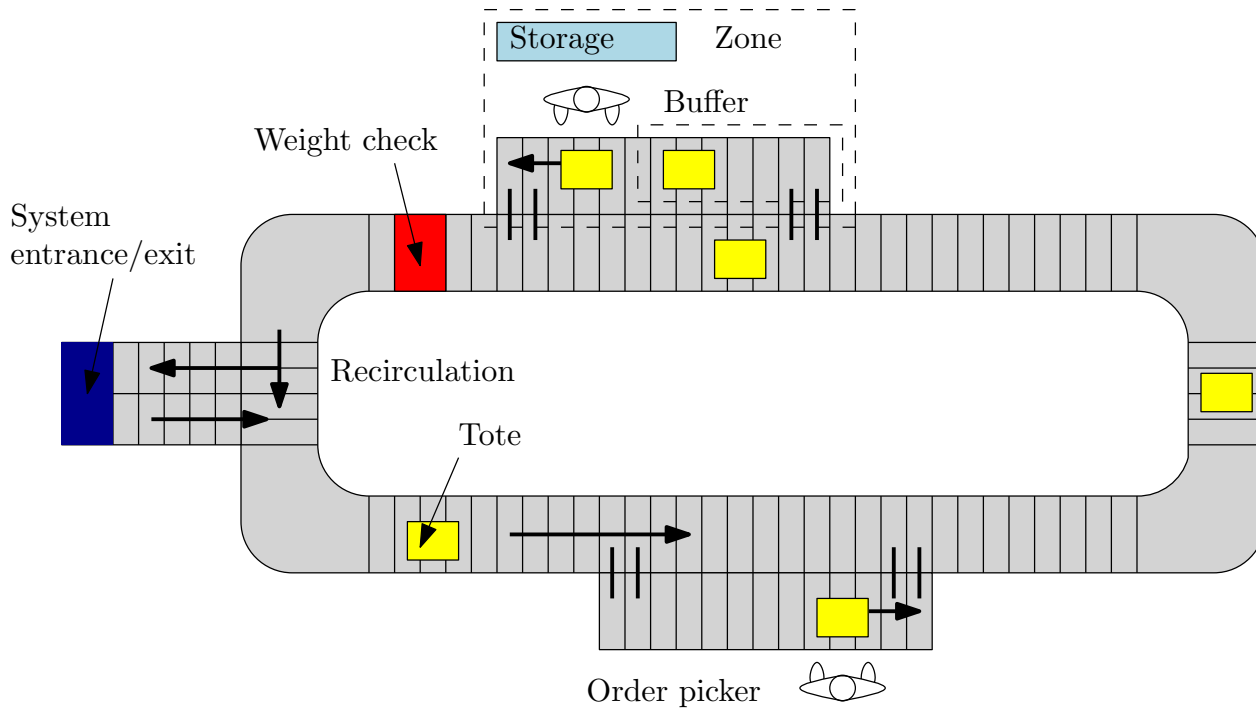 Storage
Zone
Buffer
Weight check
System
entrance/exit
Recirculation
Tote
Order picker